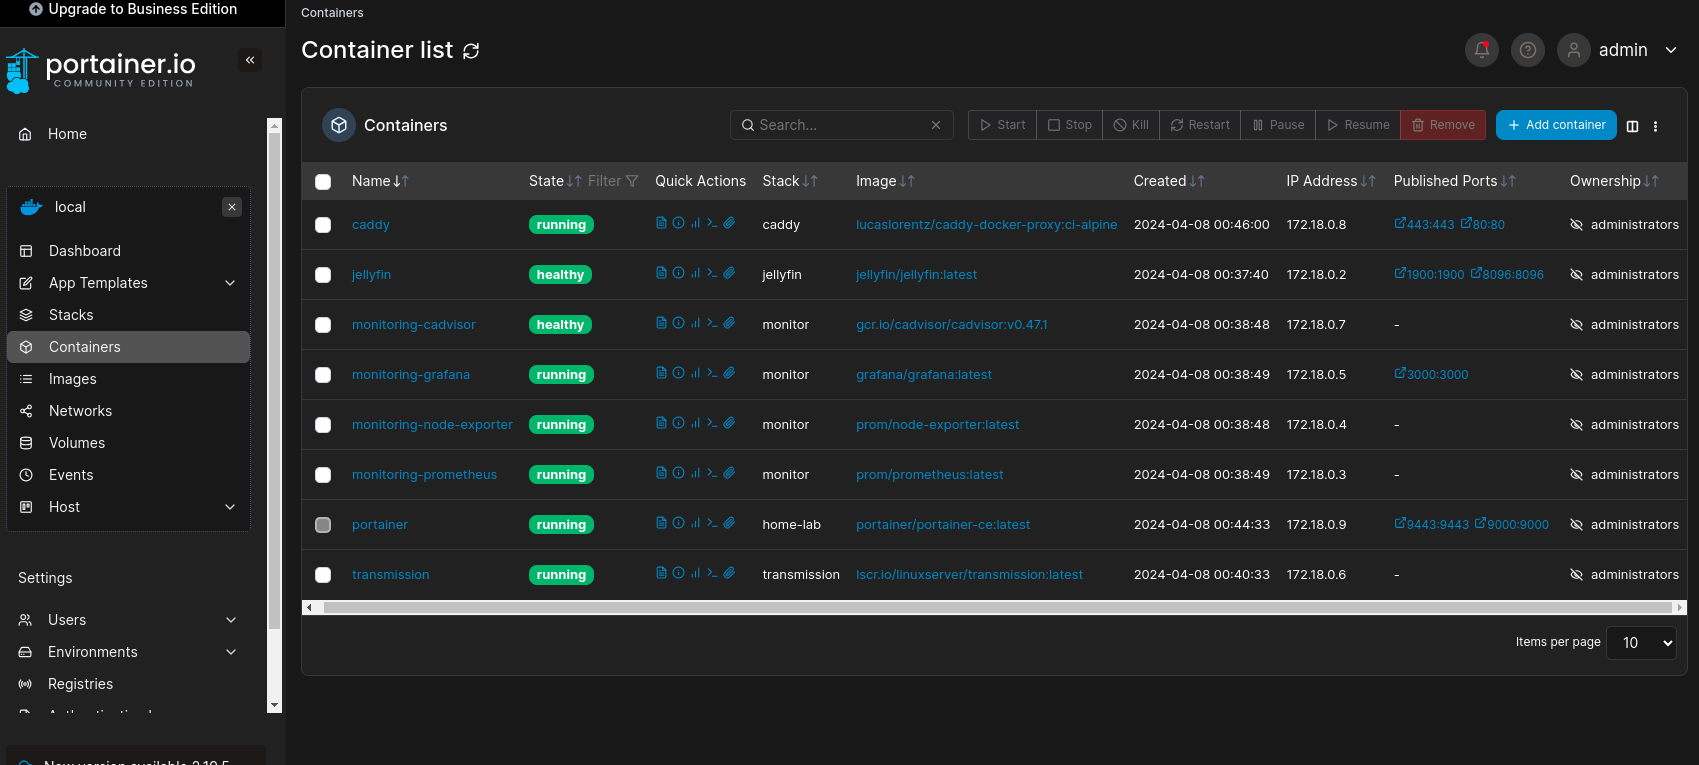 Upgrade to Business Edition
portainer.io
COMMUNITY EDITION
Home
local
Dashboard
App Templates
Stacks
Containers
Images
Networks
Volumes
Events
Host
Settings
Users
Environments
Registries
New version available 2.19.5
Containers
Container list
admin
Containers
Search...
Start Stop Kill Restart Pause Resume Remove Add container
Name State Filter Quick Actions Stack Image Created IP Address Published Ports Ownership
caddy running caddy lucaslorentz/caddy-docker-proxy:ci-alpine 2024-04-08 00:46:00 172.18.0.8 443:443 80:80 administrators
jellyfin healthy jellyfin jellyfin/jellyfin:latest 2024-04-08 00:37:40 172.18.0.2 1900:1900 8096:8096 administrators
monitoring-cadvisor healthy monitor gcr.io/cadvisor/cadvisor:v0.47.1 2024-04-08 00:38:48 172.18.0.7 - administrators
monitoring-grafana running monitor grafana/grafana:latest 2024-04-08 00:38:49 172.18.0.5 3000:3000 administrators
monitoring-node-exporter running monitor prom/node-exporter:latest 2024-04-08 00:38:48 172.18.0.4 - administrators
monitoring-prometheus running monitor prom/prometheus:latest 2024-04-08 00:38:49 172.18.0.3 - administrators
portainer running home-lab portainer/portainer-ce:latest 2024-04-08 00:44:33 172.18.0.9 9443:9443 9000:9000 administrators
transmission running transmission lscr.io/linuxserver/transmission:latest 2024-04-08 00:40:33 172.18.0.6 - administrators
Items per page 10